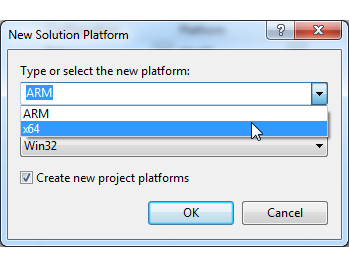 New Solution Platform
Type or select the new platform:
ARM
ARM
x64
Win32
Create new project platforms
OK
Cancel